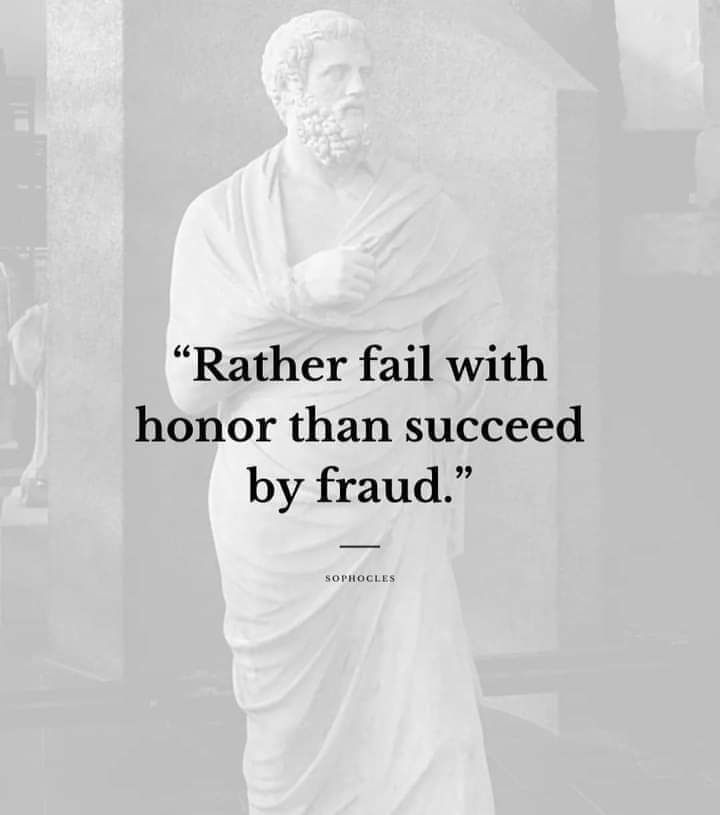 “Rather fail with
honor than succeed
by fraud.”
SOPHOCLES